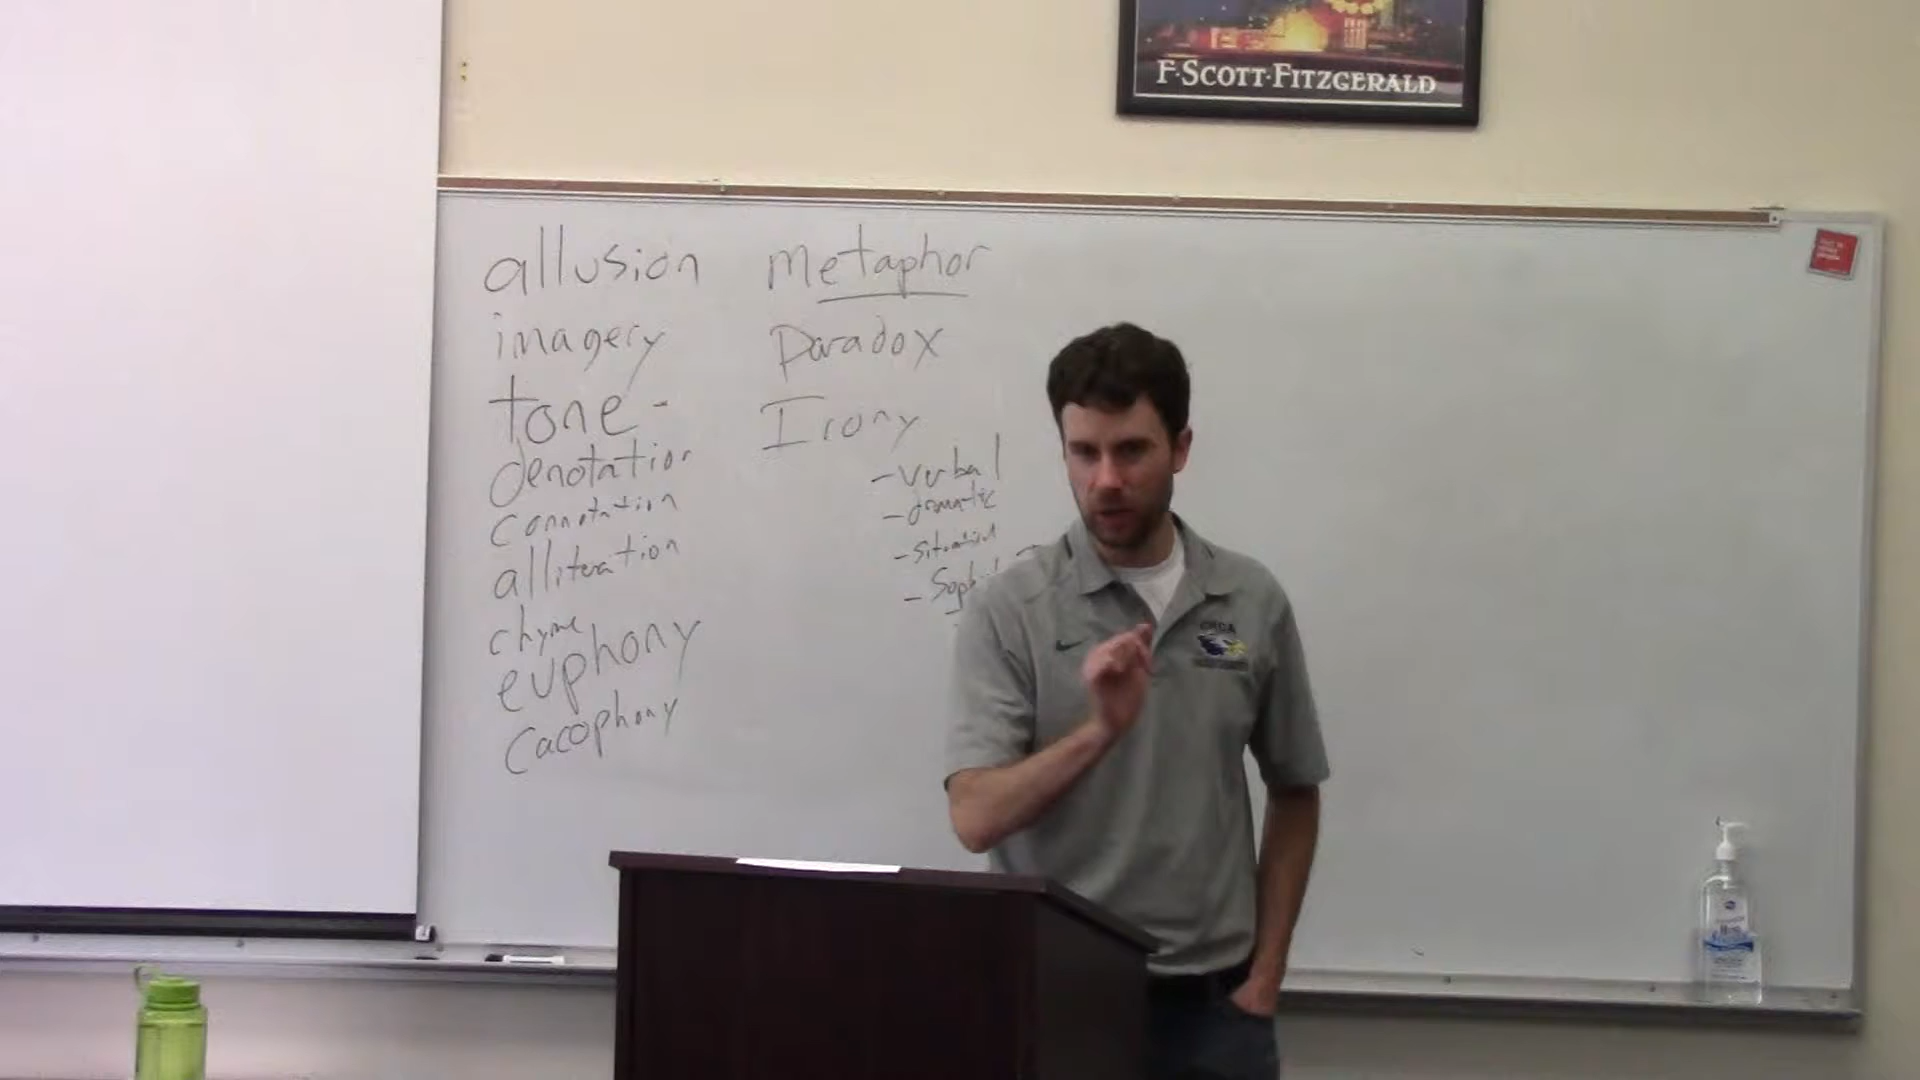 F·SCOTT·FITZGERALD
allusion
imagery
tone -
denotation
connotation
alliteration
rhyme
euphony
cacophony
metaphor
Paradox
Irony
- verbal
- dramatic
- situational